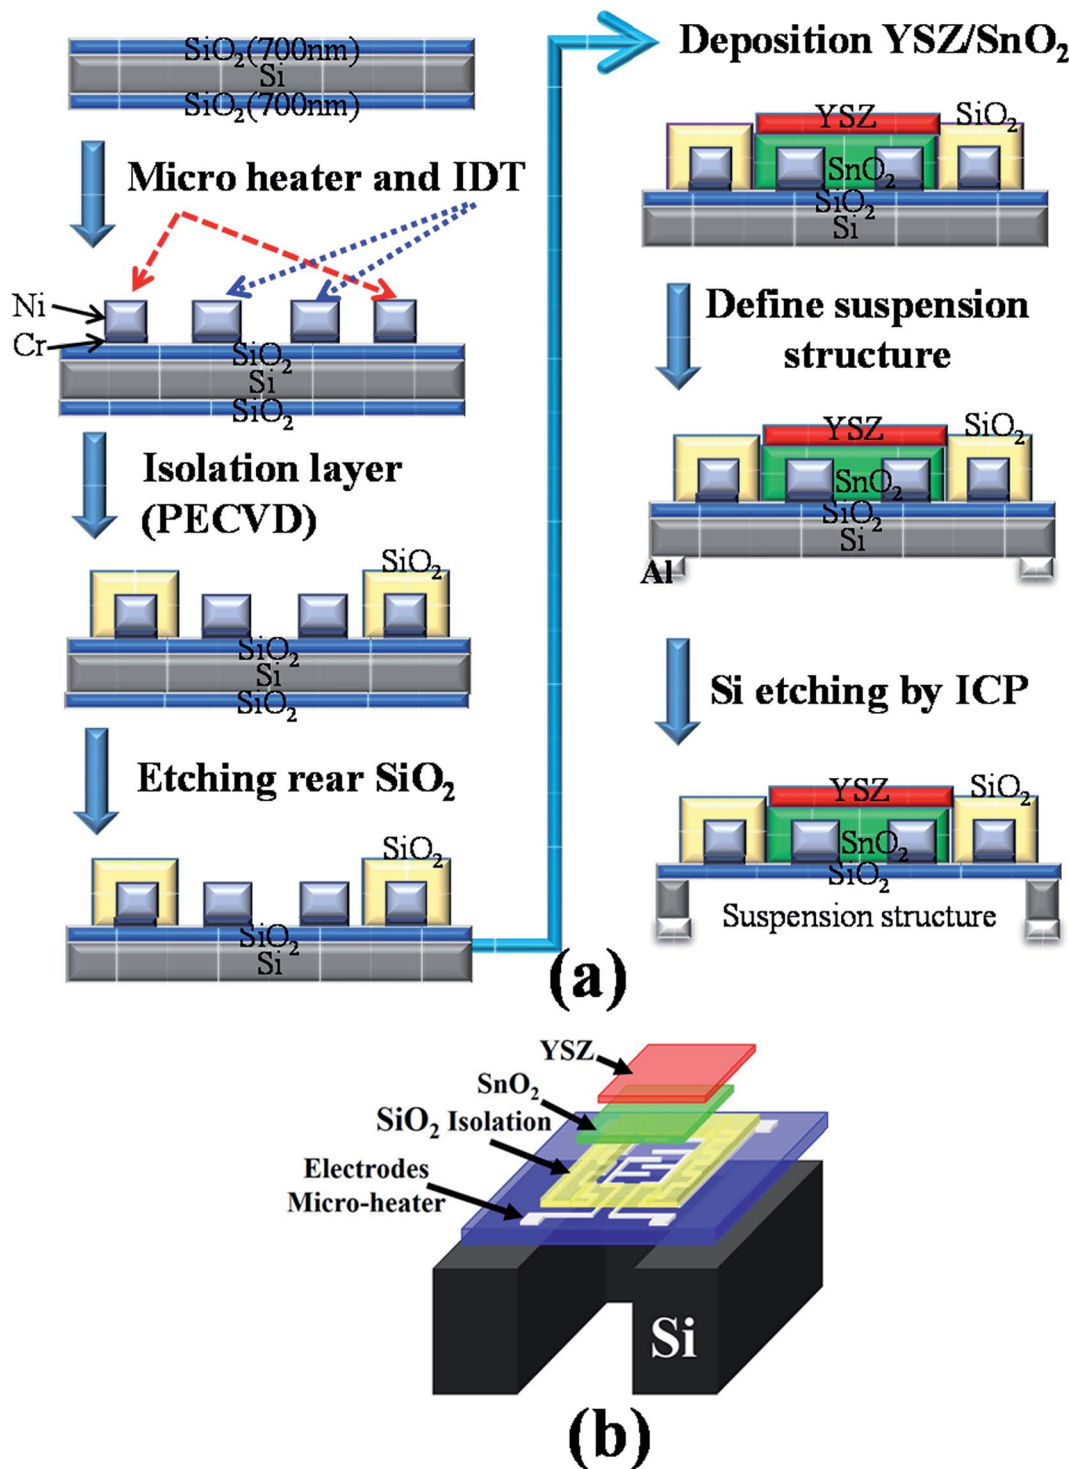 SiO₂(700nm)
Si
SiO₂(700nm)
Micro heater and IDT
Ni
Cr
SiO₂
Si
SiO₂
Isolation layer
(PECVD)
SiO₂
SiO₂
Si
SiO₂
Etching rear SiO₂
SiO₂
SiO₂
Si
Deposition YSZ/SnO₂
YSZ
SiO₂
SnO₂
SiO₂
Si
Define suspension
structure
YSZ
SiO₂
SnO₂
SiO₂
Si
Al
Si etching by ICP
YSZ
SiO₂
SnO₂
SiO₂
Suspension structure
(a)
YSZ
SnO₂
SiO₂ Isolation
Electrodes
Micro-heater
Si
(b)